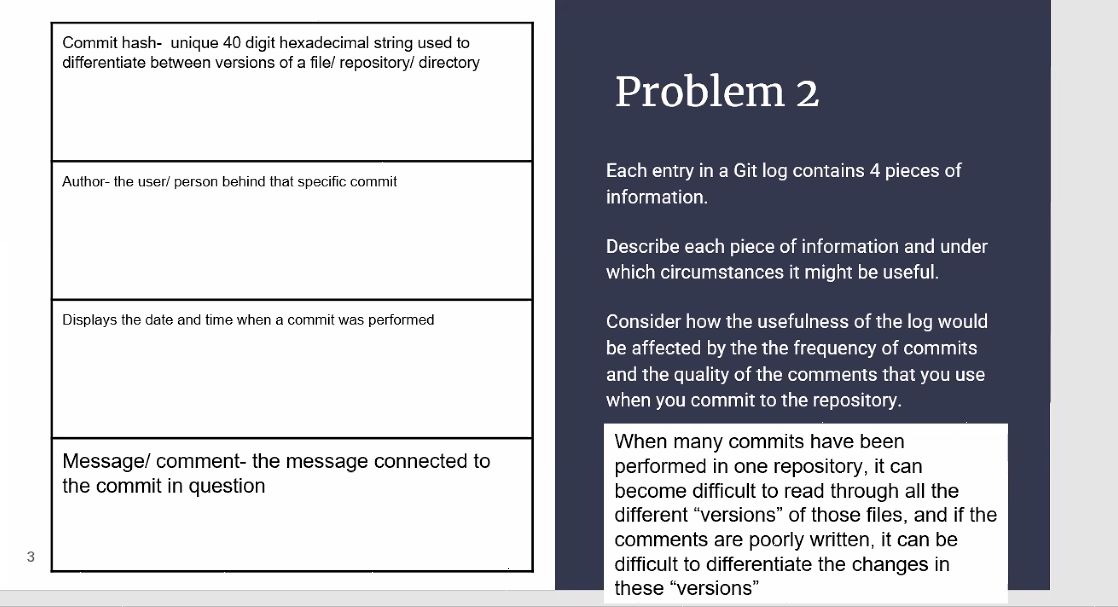 Commit hash-  unique 40 digit hexadecimal string used to
differentiate between versions of a file/ repository/ directory
Author- the user/ person behind that specific commit
Displays the date and time when a commit was performed
Message/ comment- the message connected to
the commit in question
3
Problem 2
Each entry in a Git log contains 4 pieces of
information.
Describe each piece of information and under
which circumstances it might be useful.
Consider how the usefulness of the log would
be affected by the the frequency of commits
and the quality of the comments that you use
when you commit to the repository.
When many commits have been
performed in one repository, it can
become difficult to read through all the
different “versions” of those files, and if the
comments are poorly written, it can be
difficult to differentiate the changes in
these “versions”